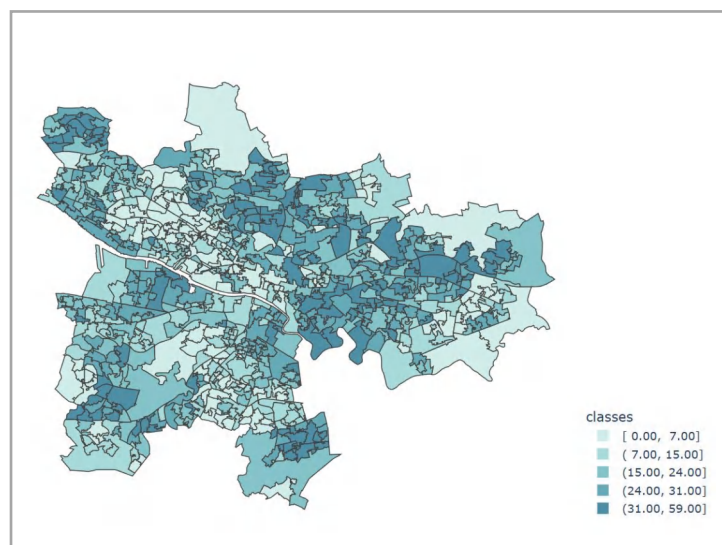 classes
[ 0.00,  7.00]
( 7.00, 15.00]
(15.00, 24.00]
(24.00, 31.00]
(31.00, 59.00]